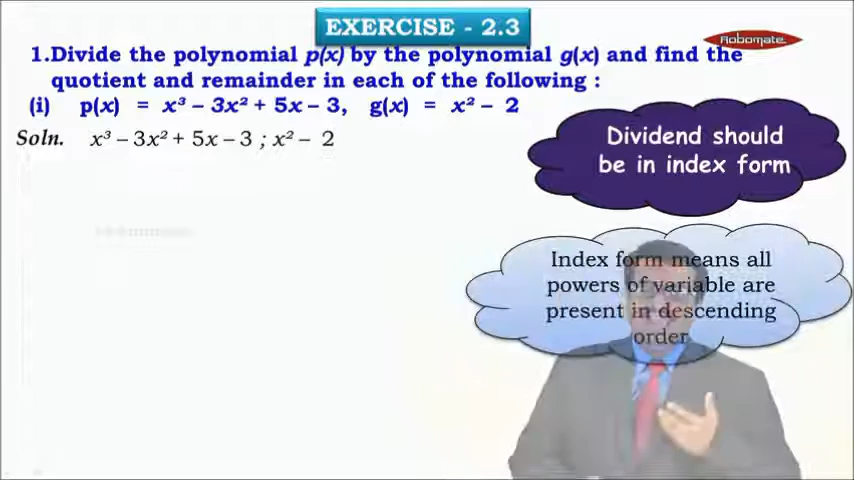 EXERCISE - 2.3
Robomate
1.Divide the polynomial p(x) by the polynomial g(x) and find the
quotient and remainder in each of the following :
(i) p(x) = x³ – 3x² + 5x – 3, g(x) = x² – 2
Soln. x³ – 3x² + 5x – 3 ; x² – 2
Dividend should
be in index form
Index form means all
powers of variable are
present in descending
order